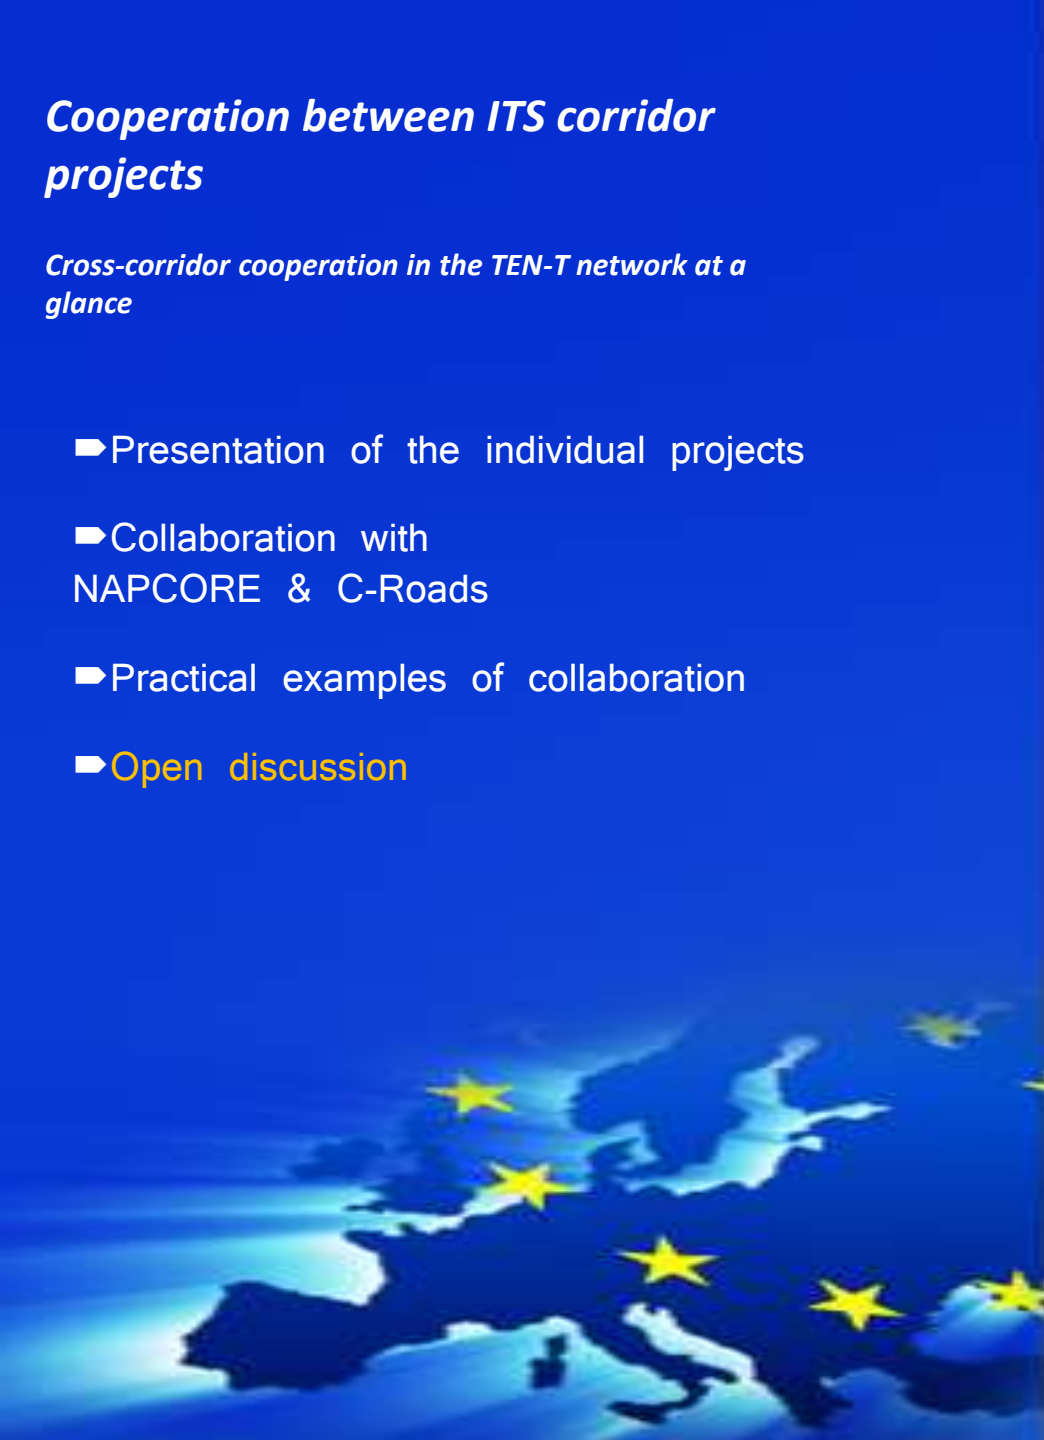 Cooperation between ITS corridor
projects
Cross-corridor cooperation in the TEN-T network at a
glance
Presentation of the individual projects
Collaboration with
NAPCORE & C-Roads
Practical examples of collaboration
Open discussion